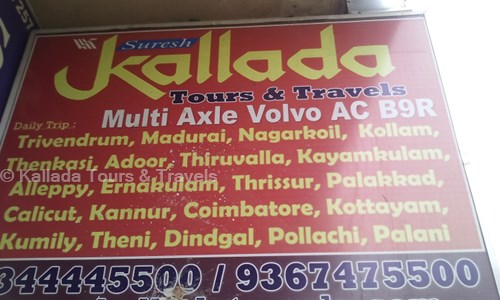 Suresh
Kallada
Tours & Travels
Multi Axle Volvo AC B9R
Daily Trip :
Trivendrum, Madurai, Nagarkoil, Kollam,
Thenkasi, Adoor, Thiruvalla, Kayamkulam,
© Kallada Tours & Travels
Alleppy, Ernakulam, Thrissur, Palakkad,
Calicut, Kannur, Coimbatore, Kottayam,
Kumily, Theni, Dindgal, Pollachi, Palani
344445500 / 9367475500
257